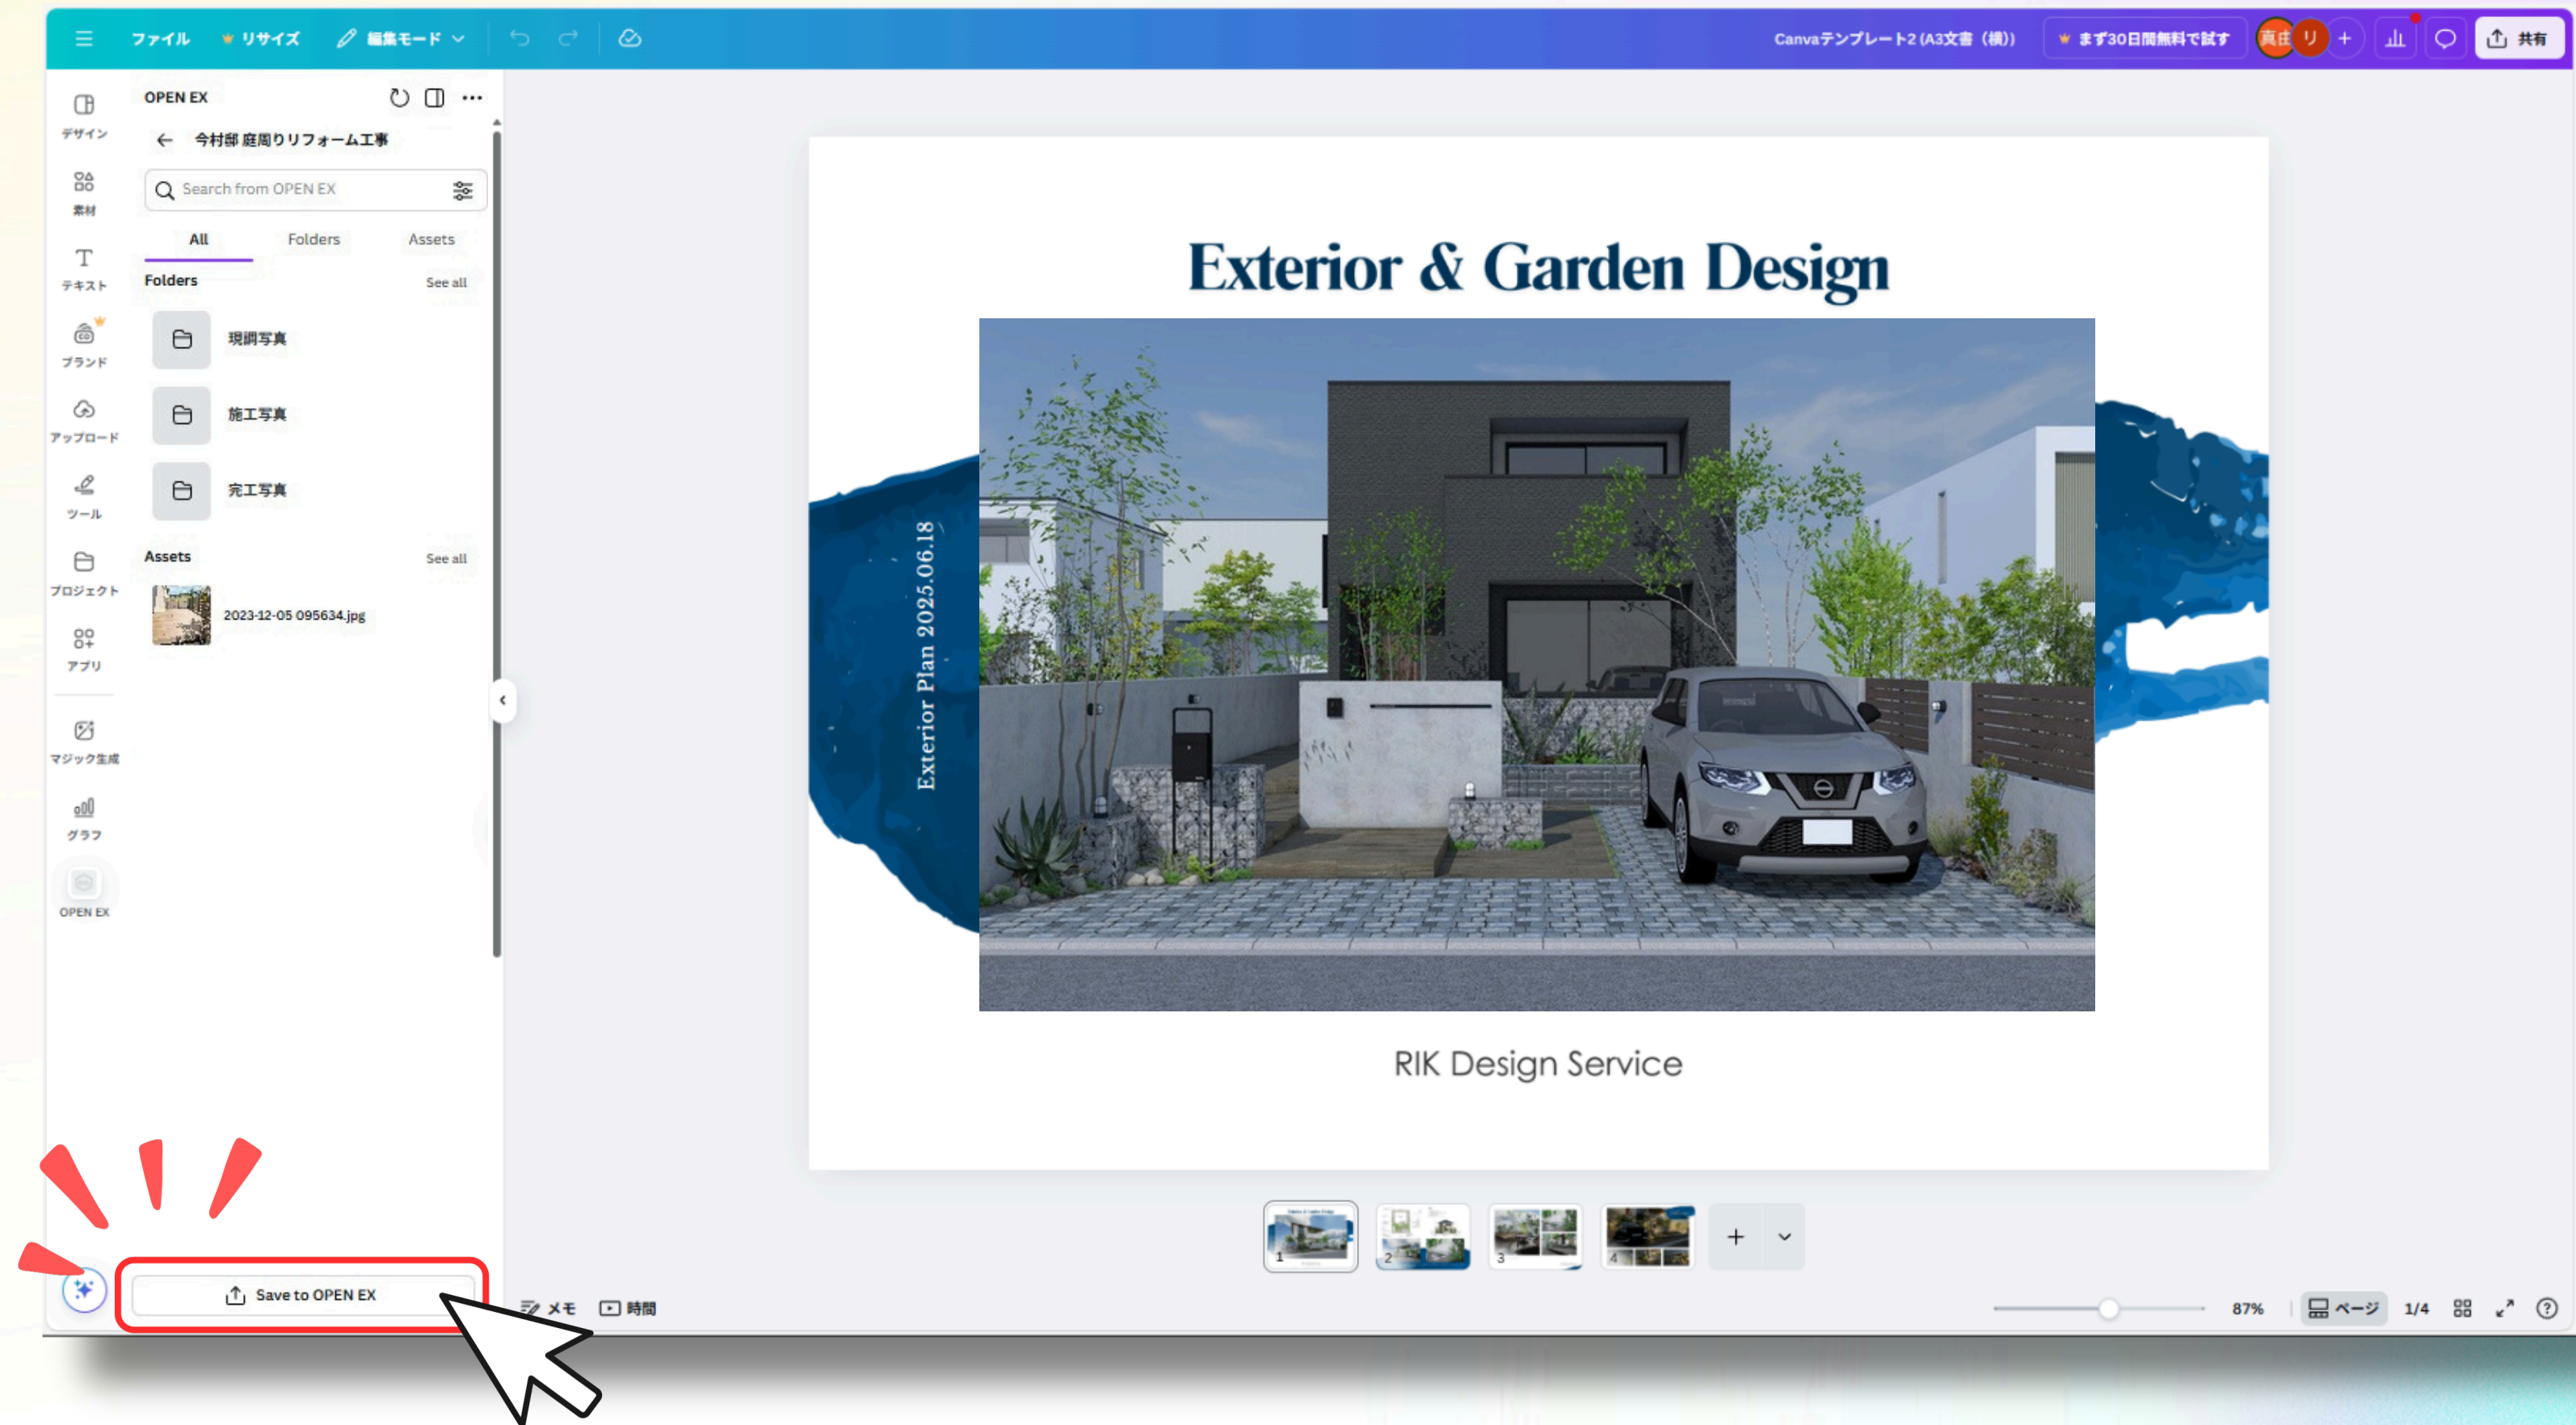 ファイル
リサイズ
編集モード
Canvaテンプレート2 (A3文書（横））
まず30日間無料で試す
真由
リ
共有
デザイン
素材
テキスト
ブランド
アップロード
ツール
プロジェクト
アプリ
マジック生成
グラフ
OPEN EX
OPEN EX
今村邸 庭周りリフォーム工事
Search from OPEN EX
All
Folders
Assets
Folders
See all
現調写真
施工写真
完工写真
Assets
See all
2023-12-05 095634.jpg
Save to OPEN EX
Exterior & Garden Design
Exterior Plan 2025.06.18
RIK Design Service
1
2
3
4
メモ
時間
87%
ページ
1/4